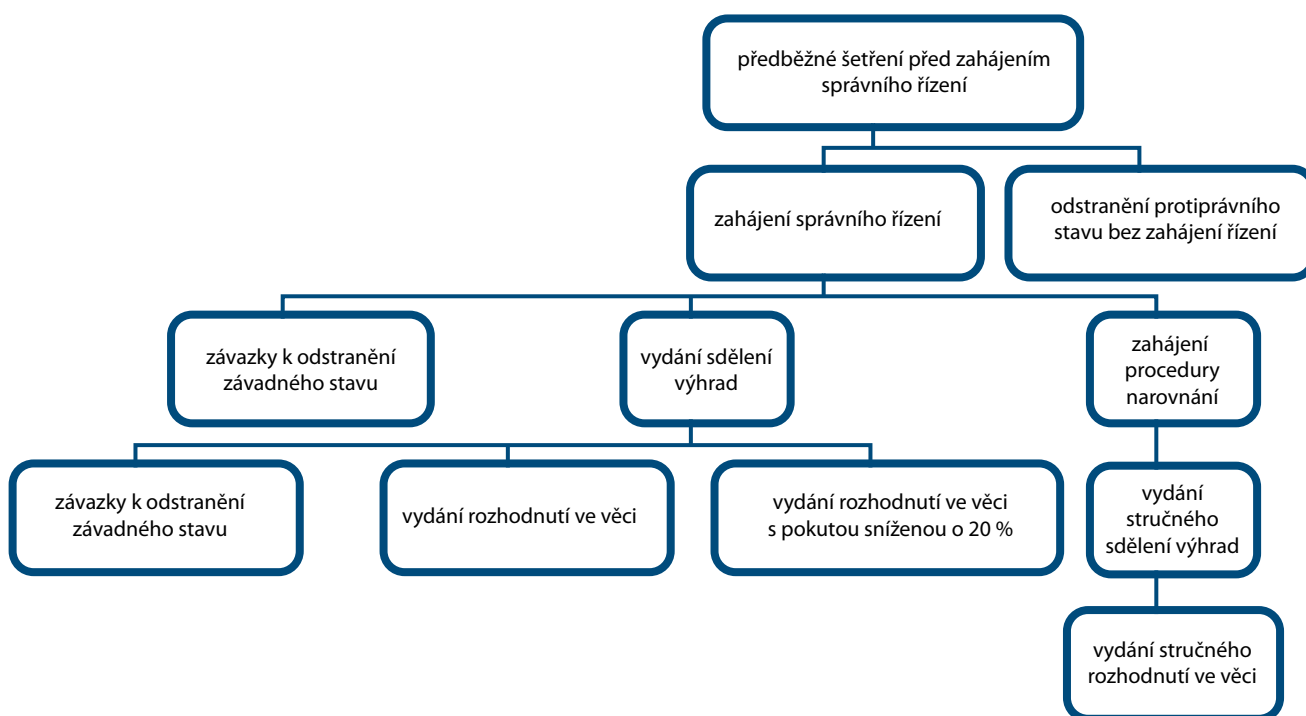 předběžné šetření před zahájením
správního řízení
zahájení správního řízení
odstranění protiprávního
stavu bez zahájení řízení
závazky k odstranění
závadného stavu
vydání sdělení
výhrad
zahájení
procedury
narovnání
závazky k odstranění
závadného stavu
vydání rozhodnutí ve věci
vydání rozhodnutí ve věci
s pokutou sníženou o 20 %
vydání
stručného
sdělení výhrad
vydání stručného
rozhodnutí ve věci